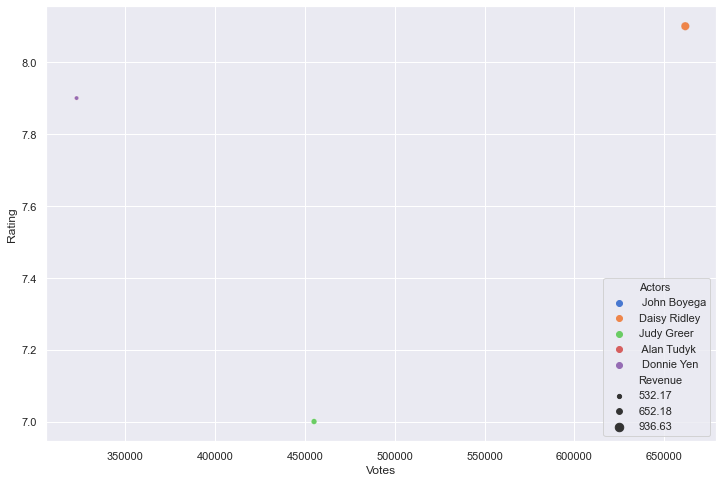 8.0
7.8
7.6
7.4
7.2
7.0
Rating
350000 400000 450000 500000 550000 600000 650000
Votes
Actors
John Boyega
Daisy Ridley
Judy Greer
Alan Tudyk
Donnie Yen
Revenue
532.17
652.18
936.63